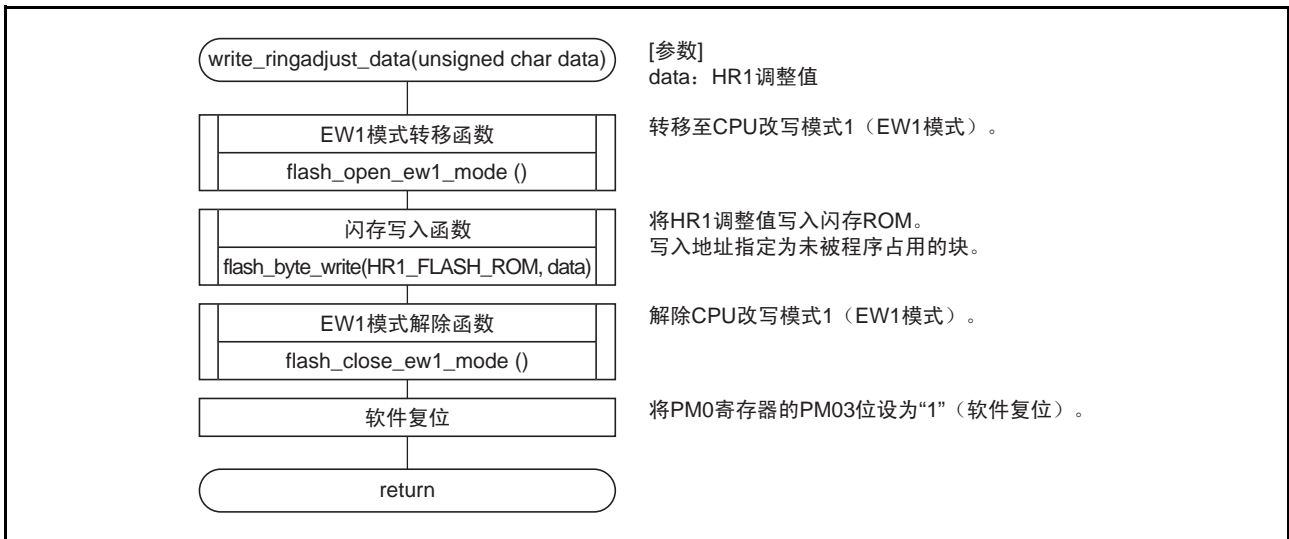 write_ringadjust_data(unsigned char data)
[参数]
data：HR1调整值
EW1模式转移函数
flash_open_ew1_mode ()
转移至CPU改写模式1（EW1模式）。
闪存写入函数
flash_byte_write(HR1_FLASH_ROM, data)
将HR1调整值写入闪存ROM。
写入地址指定为未被程序占用的块。
EW1模式解除函数
flash_close_ew1_mode ()
解除CPU改写模式1（EW1模式）。
软件复位
将PM0寄存器的PM03位设为“1”（软件复位）。
return